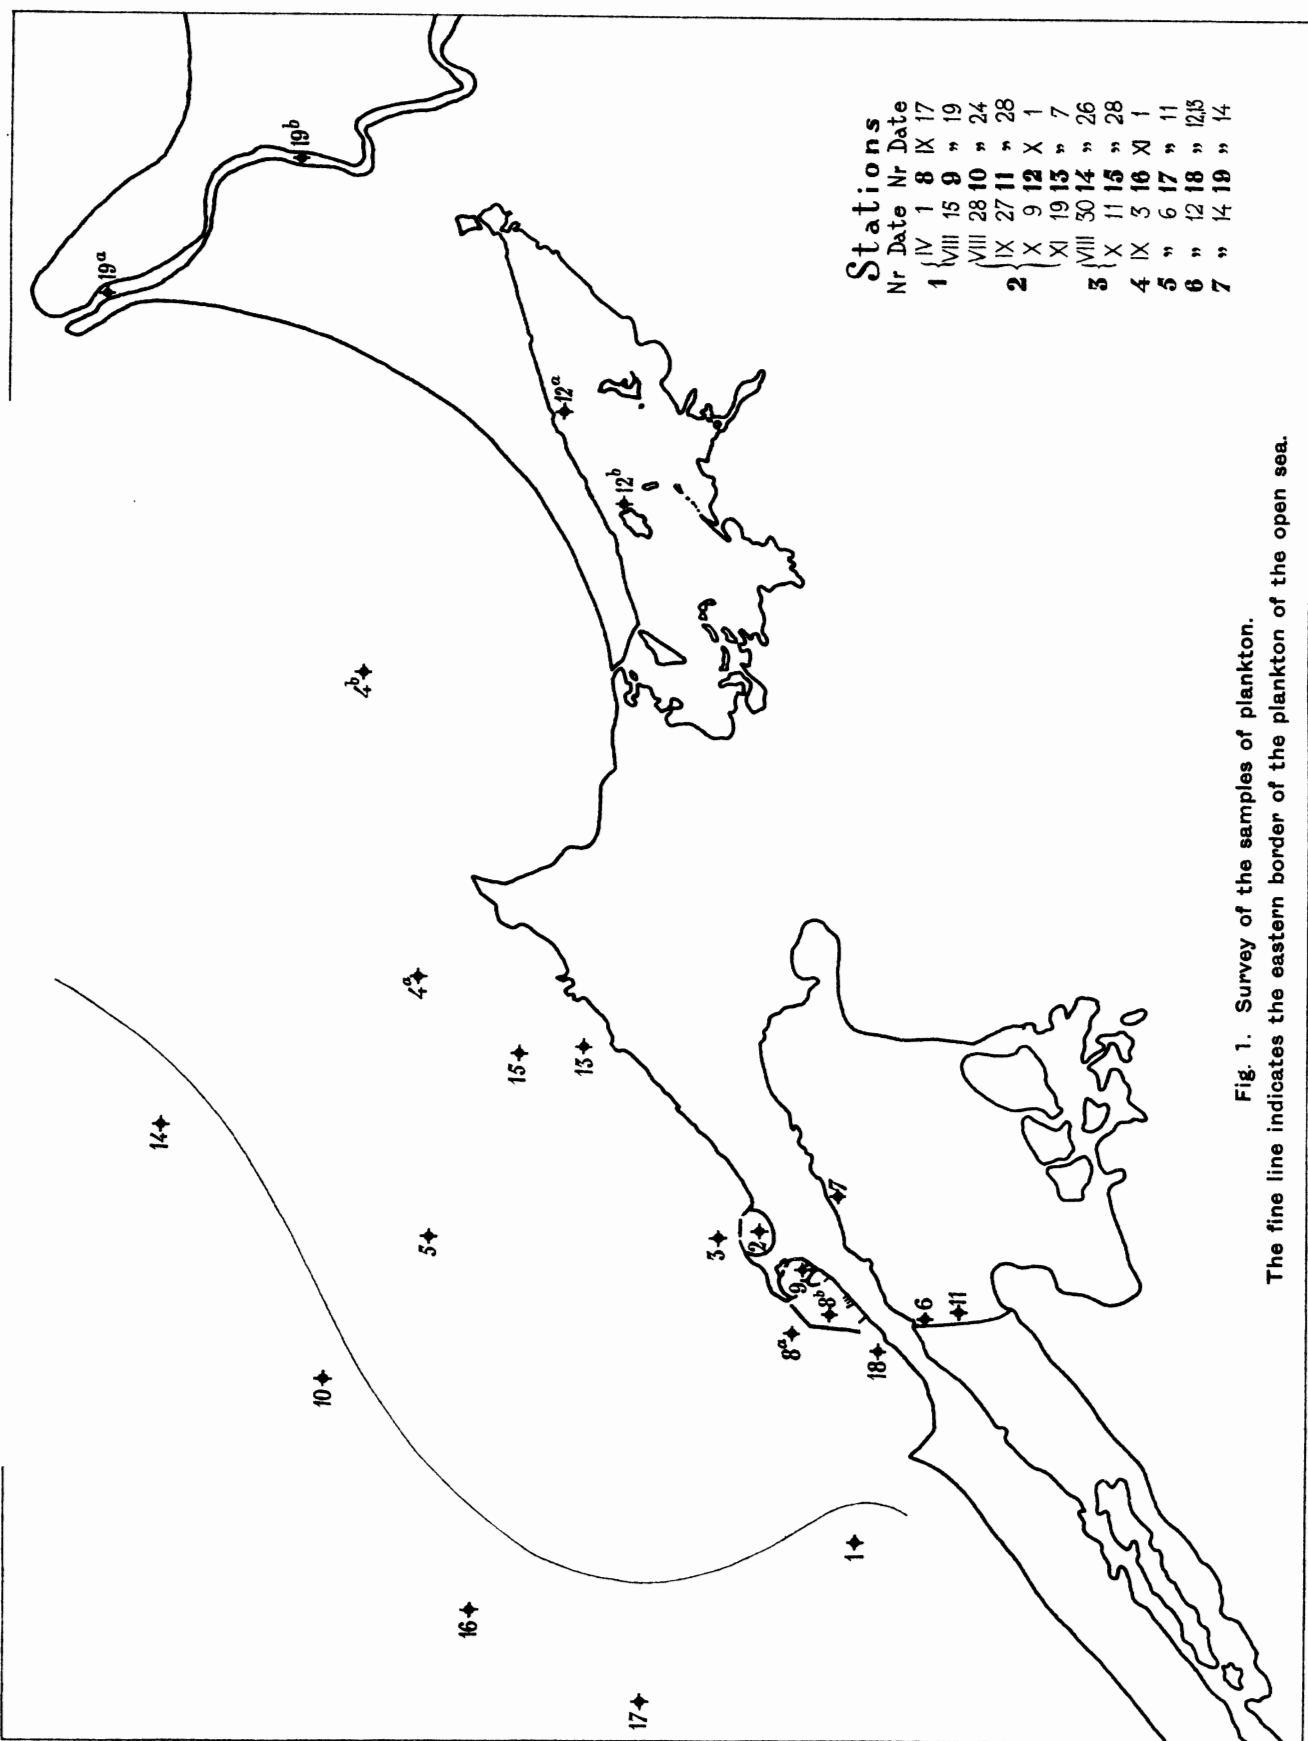 19ᵃ
14
19ᵇ
10
4ᵇ
4ᵃ
5
16
15
12ᵃ
13
12ᵇ
17
3
2
8ᵃ
9
8ᵇ
7
1
18
6
11
Stations
Nr Date Nr Date
1 { IV 1 8 IX 17
VIII 15 9 „ 19
VIII 28 10 „ 24
2 { IX 27 11 „ 28
X 9 12 X 1
XI 19 13 „ 7
3 { VIII 30 14 „ 26
X 11 15 „ 28
4 IX 3 16 XI 1
5 „ 6 17 „ 11
6 „ 12 18 „ 12,13
7 „ 14 19 „ 14
Fig. 1. Survey of the samples of plankton.
The fine line indicates the eastern border of the plankton of the open sea.